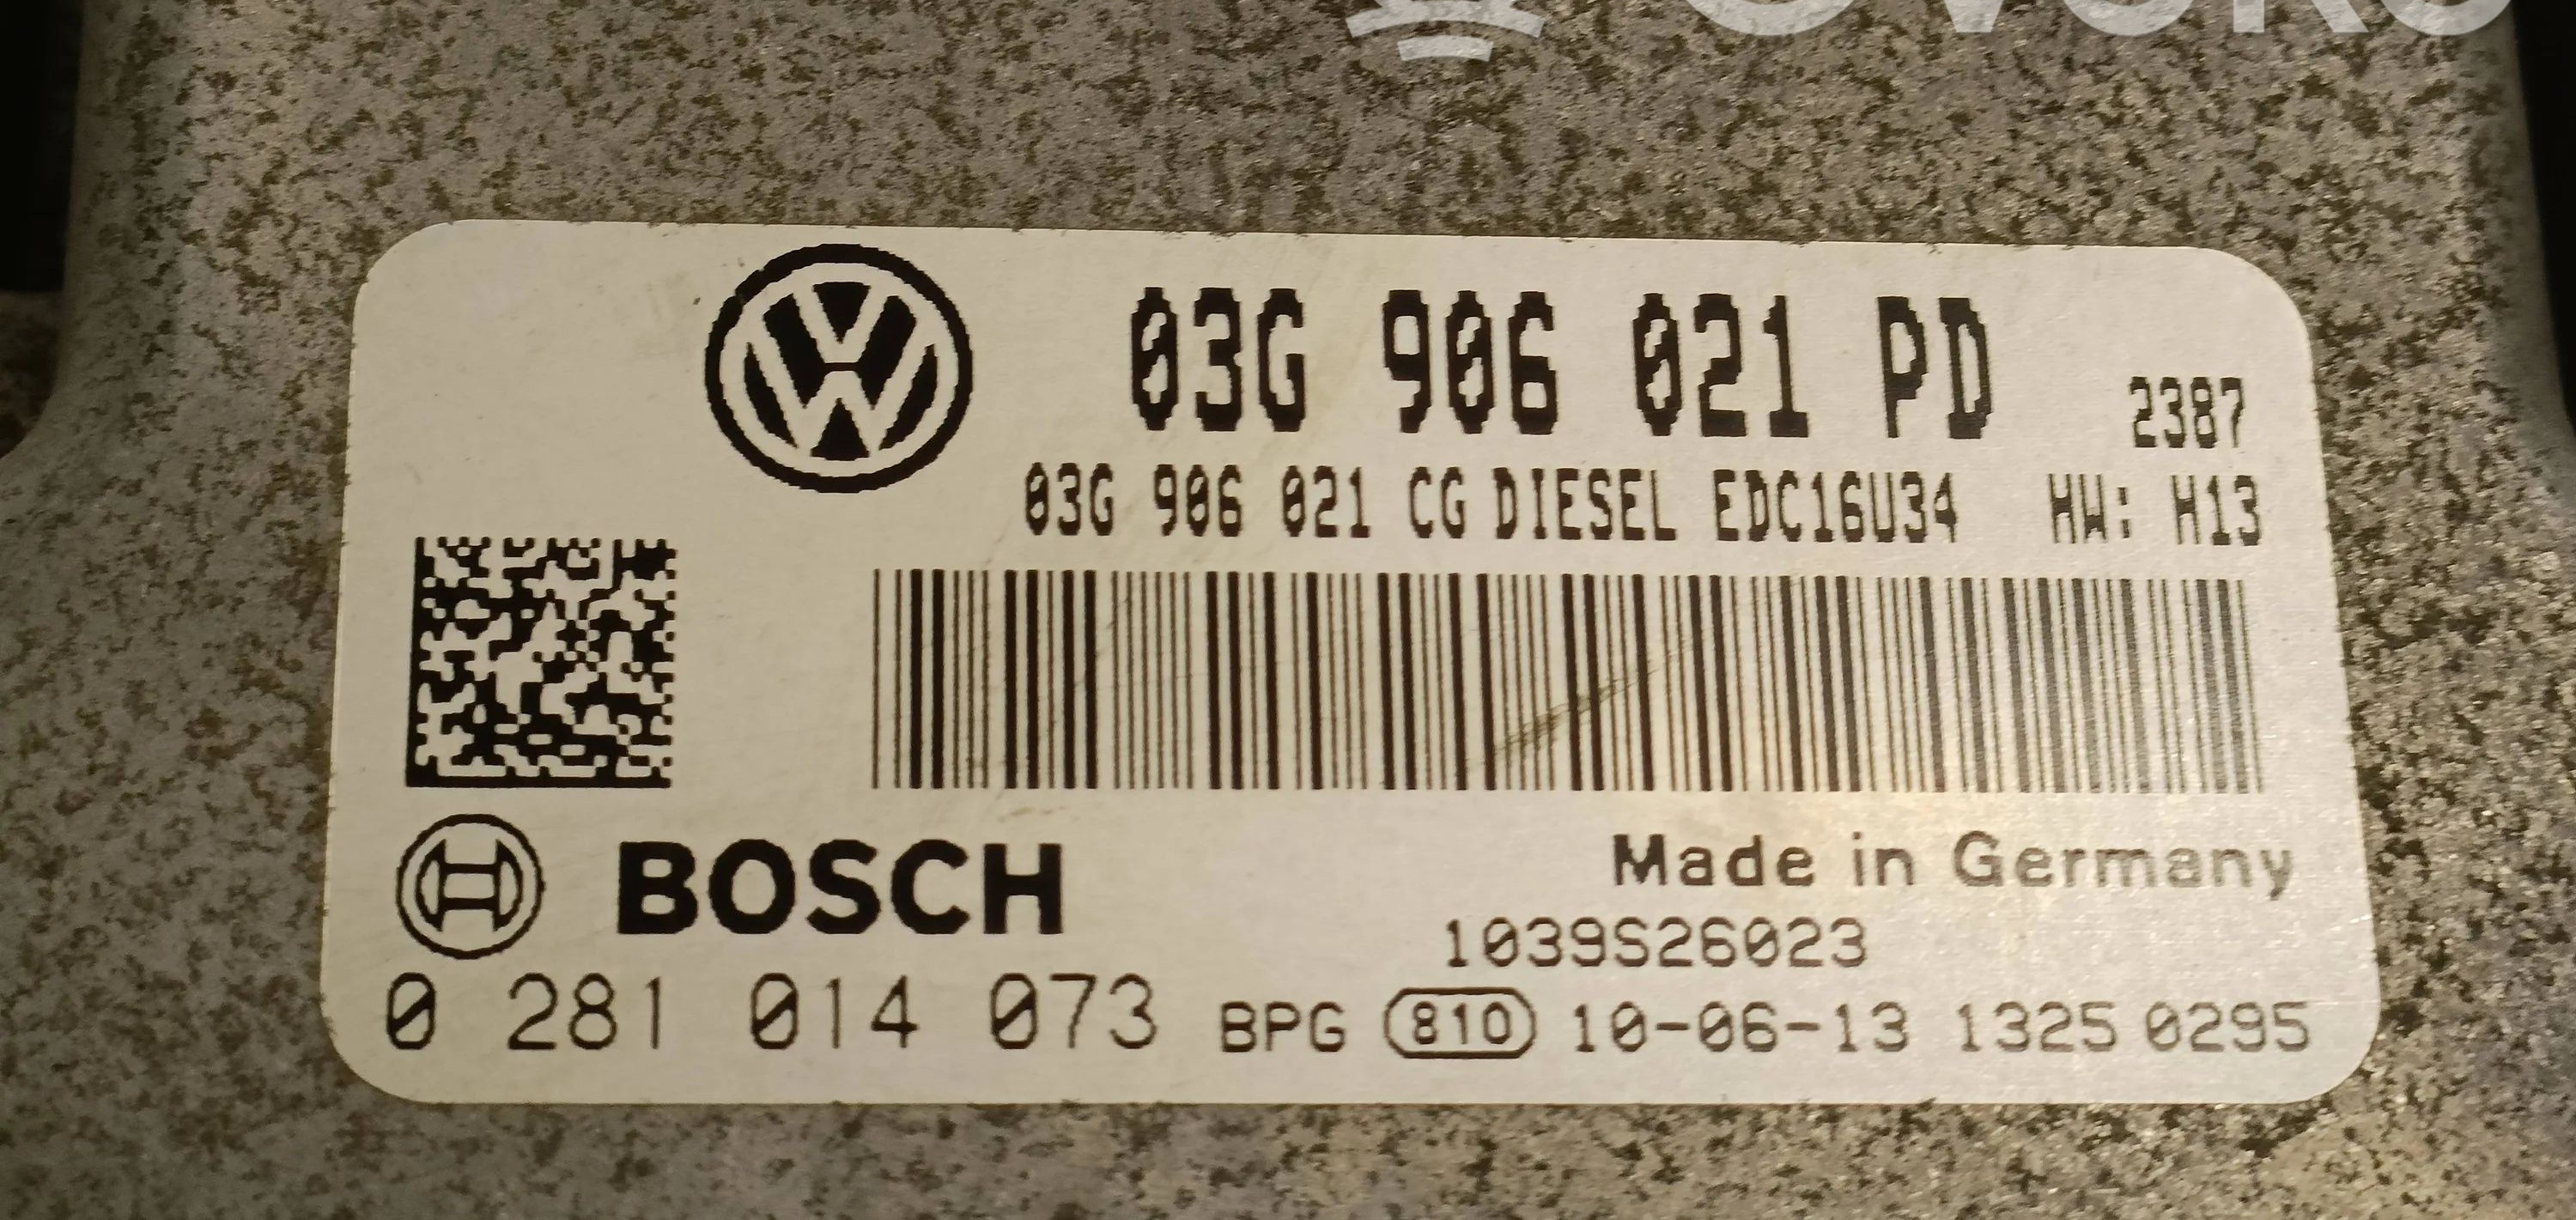 03G 906 021 PD
2387
03G 906 021 CG DIESEL EDC16U34 HW: H13
BOSCH
Made in Germany
1039S26023
0 281 014 073 BPG 810 10-06-13 1325 0295